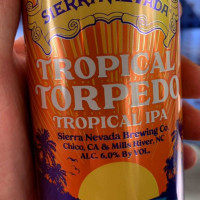 SIERRA NEVADA
TROPICAL
TORPEDO
TROPICAL IPA
Sierra Nevada Brewing Co.
Chico, CA & Mills River, NC
~ ALC. 6.0% BY VOL. ~